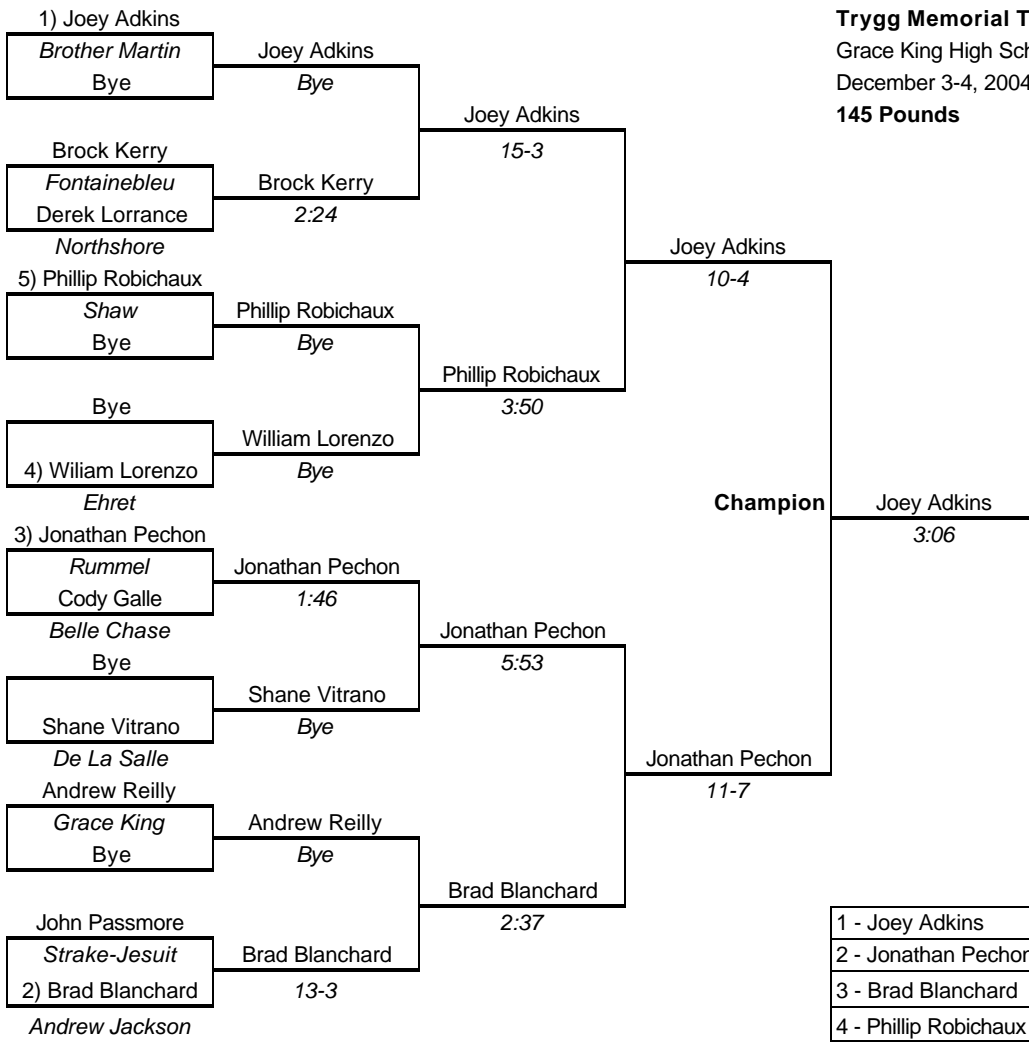 1) Joey Adkins
Brother Martin
Bye
Joey Adkins
Bye
Joey Adkins
15-3
Brock Kerry
Fontainebleu
Derek Lorrance
Northshore
Brock Kerry
2:24
Joey Adkins
10-4
5) Phillip Robichaux
Shaw
Bye
Phillip Robichaux
Bye
Phillip Robichaux
3:50
Bye
4) Wiliam Lorenzo
Ehret
William Lorenzo
Bye
Champion
Joey Adkins
3:06
3) Jonathan Pechon
Rummel
Cody Galle
Belle Chase
Jonathan Pechon
1:46
Jonathan Pechon
5:53
Bye
Shane Vitrano
De La Salle
Shane Vitrano
Bye
Jonathan Pechon
11-7
Andrew Reilly
Grace King
Bye
Andrew Reilly
Bye
Brad Blanchard
2:37
John Passmore
Strake-Jesuit
2) Brad Blanchard
Andrew Jackson
Brad Blanchard
13-3
Trygg Memorial
Grace King High
December 3-4, 2004
145 Pounds
1 - Joey Adkins
2 - Jonathan Pechon
3 - Brad Blanchard
4 - Phillip Robichaux